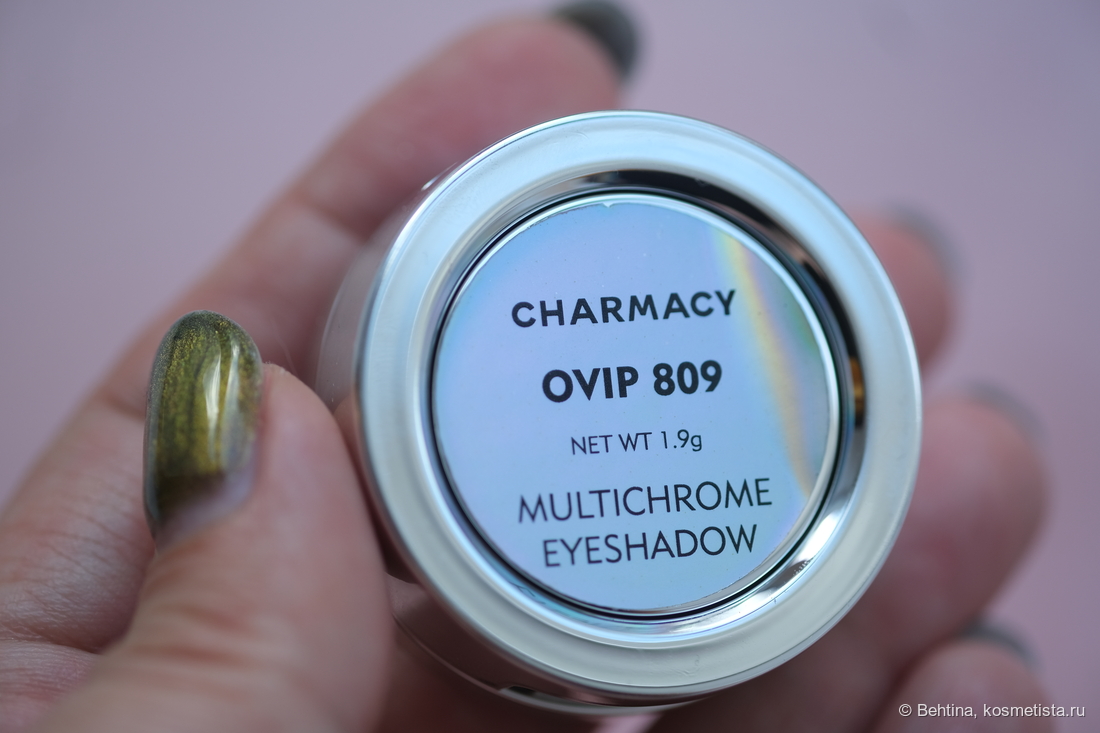 CHARMACY
OVIP 809
NET WT 1.9g
MULTICHROME
EYESHADOW
© Behtina, kosmetista.ru